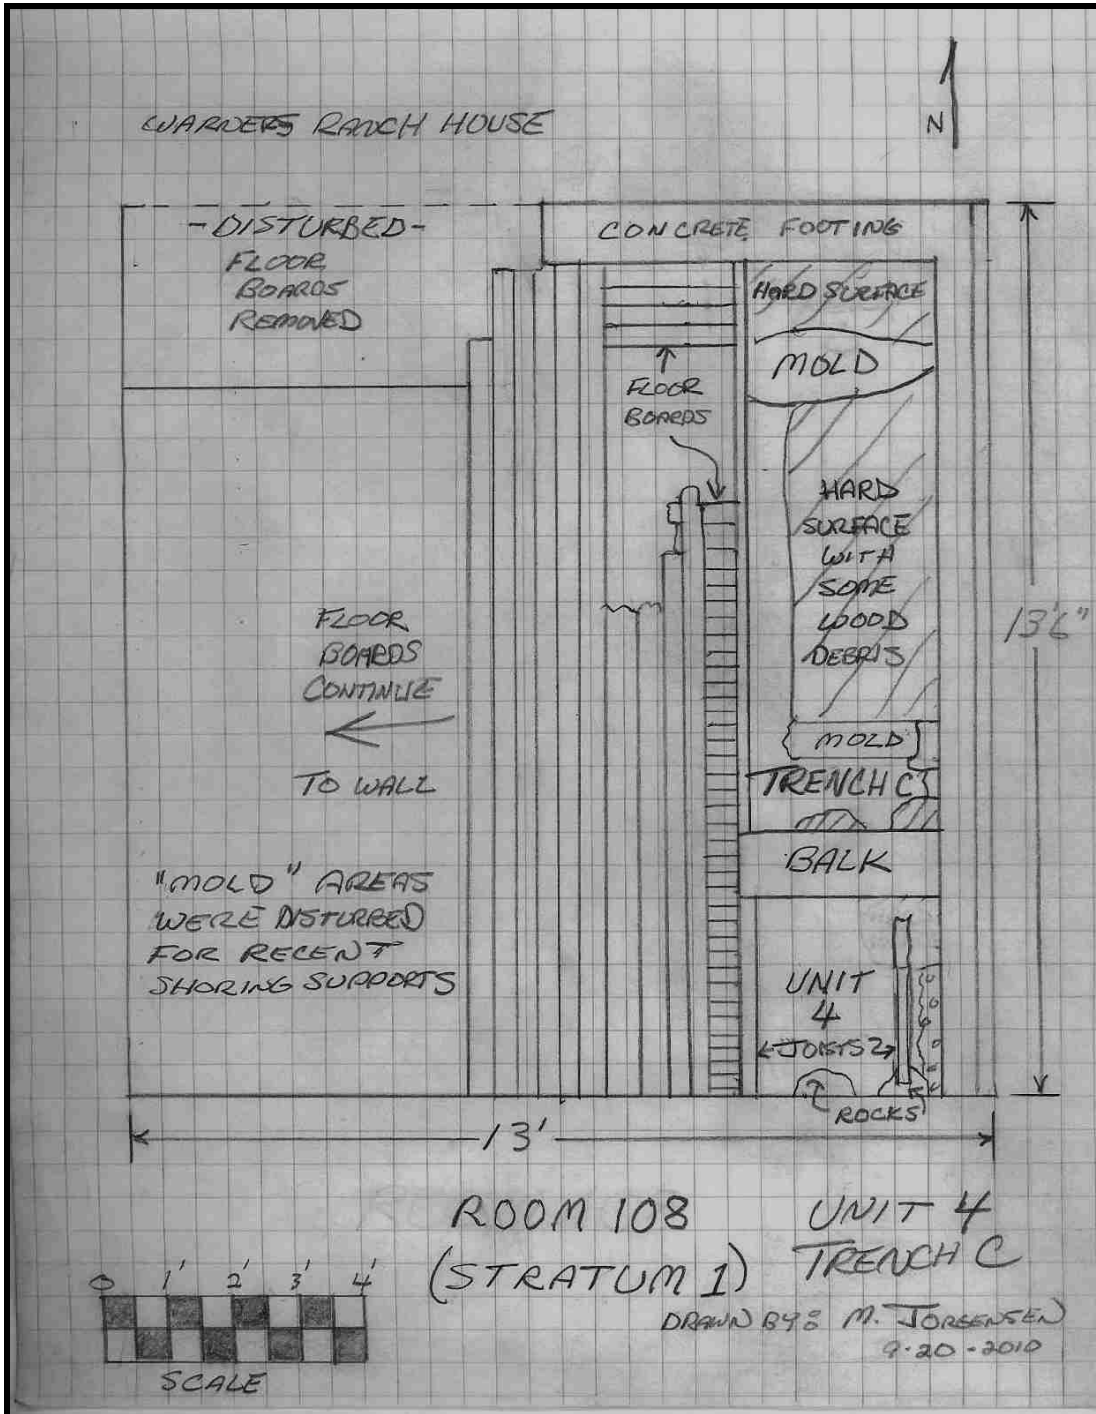 WARNERS RANCH HOUSE
N
-DISTURBED-
FLOOR
BOARDS
REMOVED
CONCRETE FOOTING
HARD SURFACE
MOLD
FLOOR
BOARDS
HARD
SURFACE
WITH
SOME
WOOD
DEBRIS
13'6"
FLOOR
BOARDS
CONTINUE
TO WALL
MOLD
TRENCH C
BALK
"MOLD" AREAS
WERE DISTURBED
FOR RECENT
SHORING SUPPORTS
UNIT
4
JOISTS
ROCKS
13'
ROOM 108
(STRATUM 1)
UNIT 4
TRENCH C
0 1' 2' 3' 4'
SCALE
DRAWN BY: M. JORGENSEN
9-20-2010